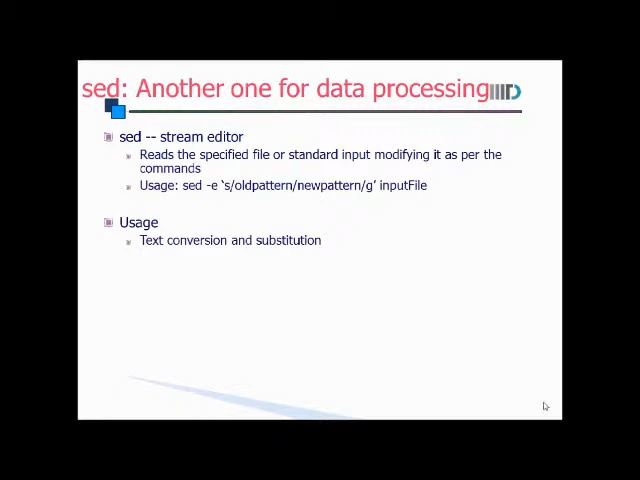 sed: Another one for data processing
sed -- stream editor
Reads the specified file or standard input modifying it as per the
commands
Usage: sed -e ‘s/oldpattern/newpattern/g’ inputFile
Usage
Text conversion and substitution